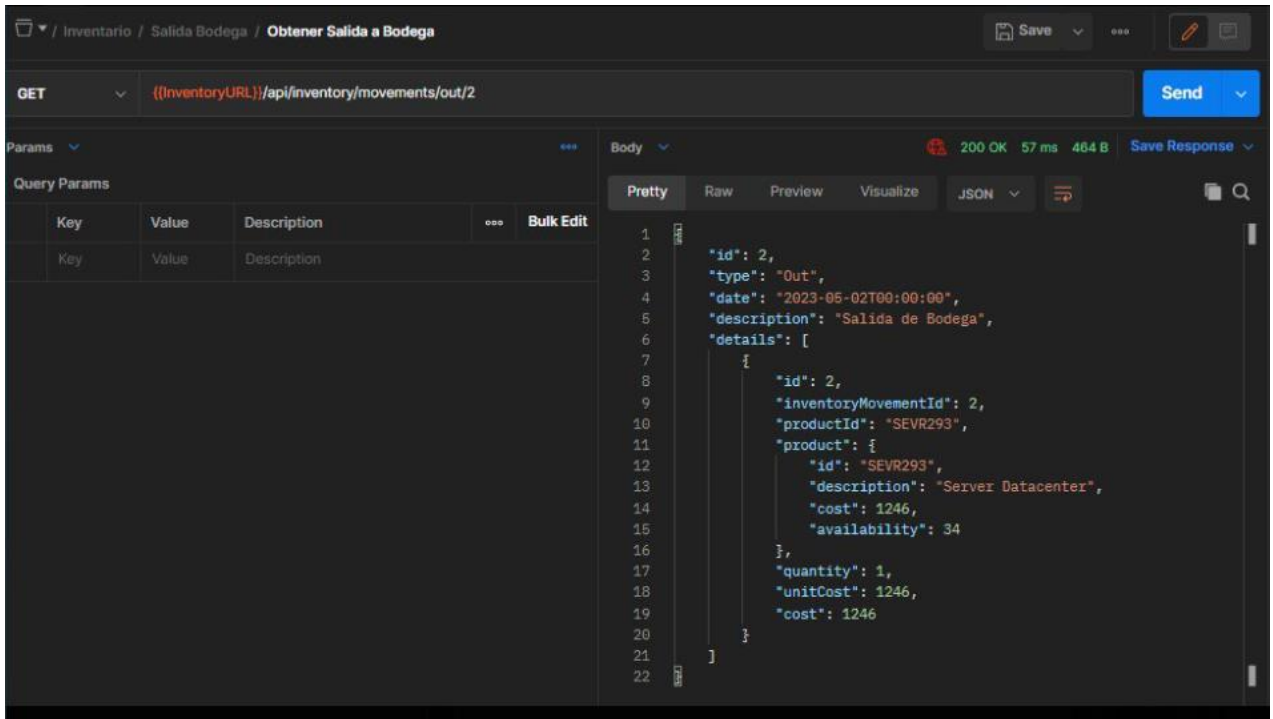 / Inventario / Salida Bodega / Obtener Salida a Bodega
Save
GET
{{InventoryURL}}/api/inventory/movements/out/2
Send
Params
Query Params
Key Value Description Bulk Edit
Key Value Description
Body
200 OK 57 ms 464 B Save Response
Pretty Raw Preview Visualize JSON
1 {
2 "id": 2,
3 "type": "Out",
4 "date": "2023-05-02T00:00:00",
5 "description": "Salida de Bodega",
6 "details": [
7 {
8 "id": 2,
9 "inventoryMovementId": 2,
10 "productId": "SEVR293",
11 "product": {
12 "id": "SEVR293",
13 "description": "Server Datacenter",
14 "cost": 1246,
15 "availability": 34
16 },
17 "quantity": 1,
18 "unitCost": 1246,
19 "cost": 1246
20 }
21 ]
22 }